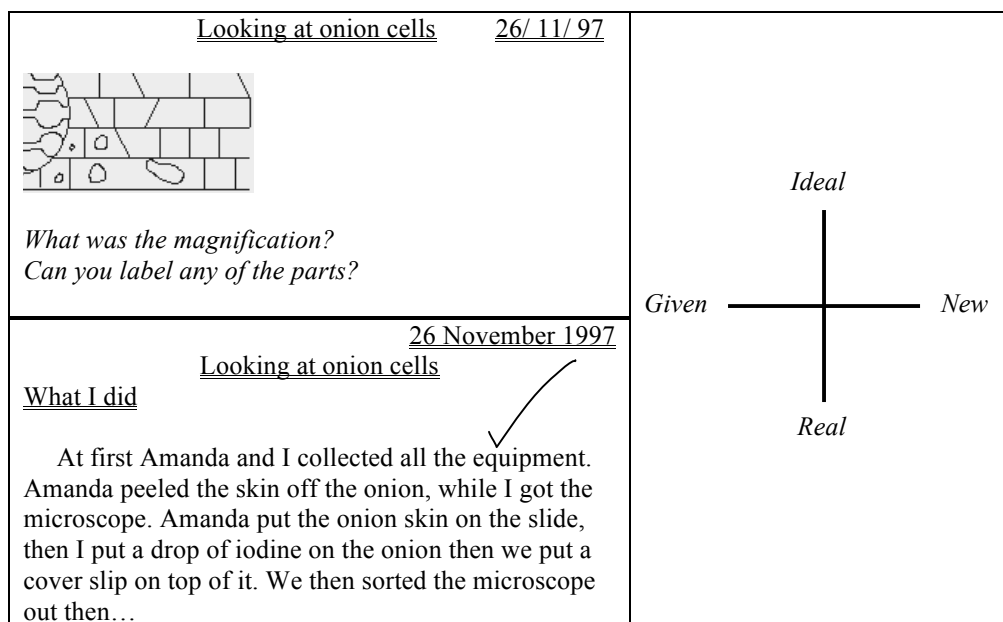 Looking at onion cells 26/ 11/ 97
What was the magnification?
Can you label any of the parts?
26 November 1997
Looking at onion cells
What I did
At first Amanda and I collected all the equipment.
Amanda peeled the skin off the onion, while I got the
microscope. Amanda put the onion skin on the slide,
then I put a drop of iodine on the onion then we put a
cover slip on top of it. We then sorted the microscope
out then…
Ideal
Given New
Real